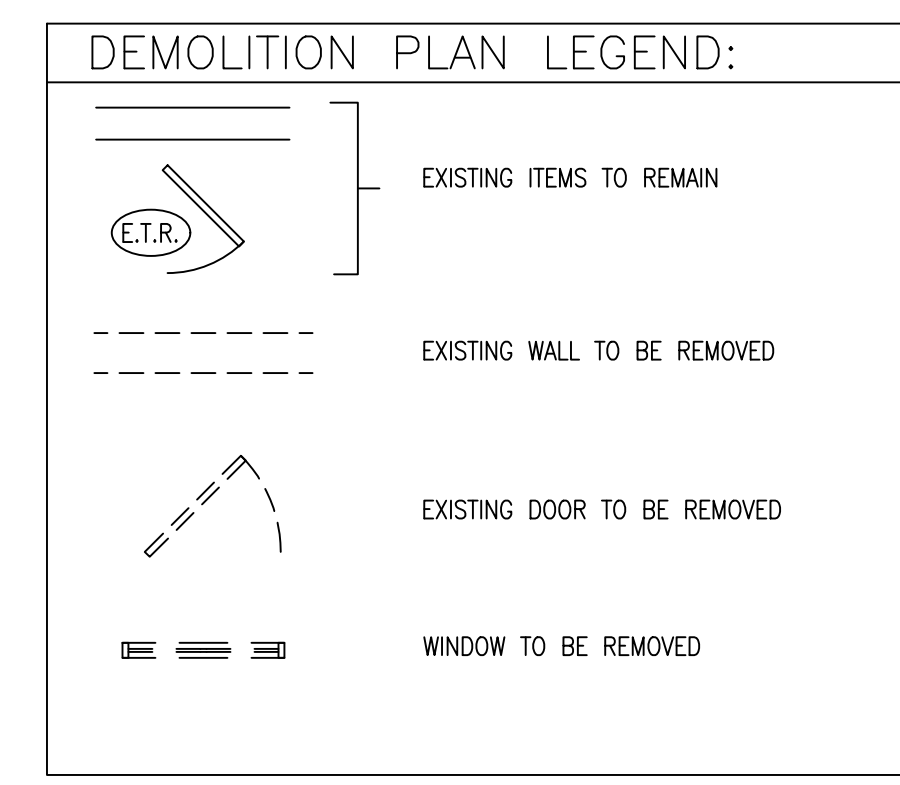 DEMOLITION PLAN LEGEND:
EXISTING ITEMS TO REMAIN
E.T.R.
EXISTING WALL TO BE REMOVED
EXISTING DOOR TO BE REMOVED
WINDOW TO BE REMOVED